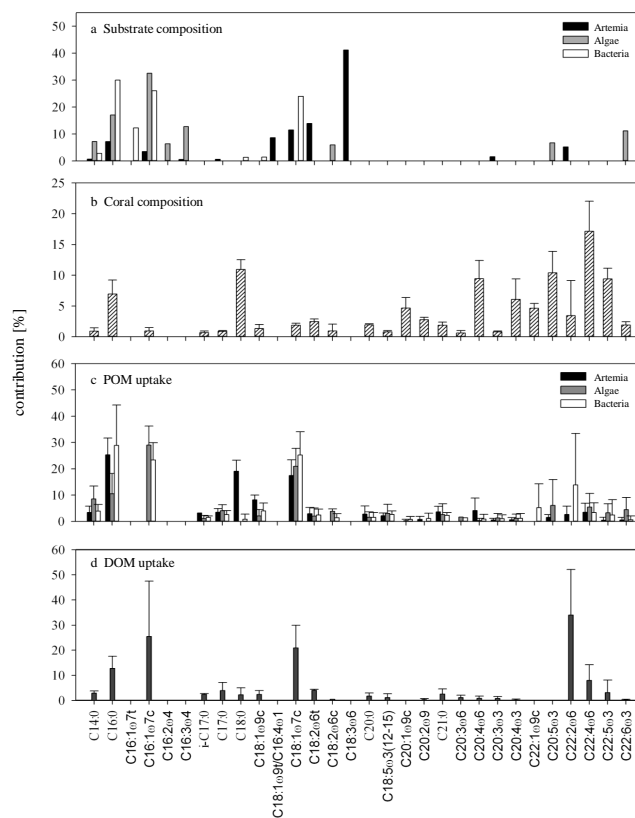 a Substrate composition
Artemia
Algae
Bacteria
50
40
30
20
10
0
b Coral composition
25
20
15
10
5
0
c POM uptake
Artemia
Algae
Bacteria
60
50
40
30
20
10
0
d DOM uptake
60
50
40
30
20
10
0
contribution [%]
C14:0
C16:0
C16:1ω7t
C16:1ω7c
C16:2ω4
C16:3ω4
i-C17:0
C17:0
C18:0
C18:1ω9c
C18:1ω9t/C16:4ω1
C18:1ω7c
C18:2ω6t
C18:2ω6c
C18:3ω6
C20:0
C18:5ω3(12-15)
C20:1ω9c
C20:2ω9
C21:0
C20:3ω6
C20:4ω6
C20:3ω3
C20:4ω3
C22:1ω9c
C20:5ω3
C22:2ω6
C22:4ω6
C22:5ω3
C22:6ω3